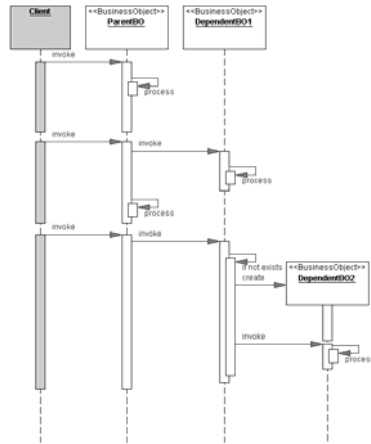 Client
<<BusinessObject>>
ParentBO
<<BusinessObject>>
DependentBO1
invoke
process
invoke
invoke
process
process
invoke
invoke
if not exists
create
<<BusinessObject>>
DependentBO2
invoke
process